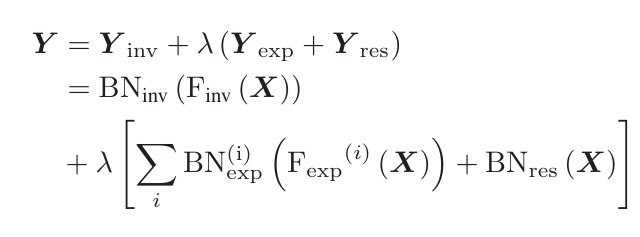 Y = Y_inv + λ (Y_exp + Y_res)
= BN_inv (F_inv (X))
+ λ [∑_i BN_exp^(i) (F_exp^(i) (X)) + BN_res (X)]